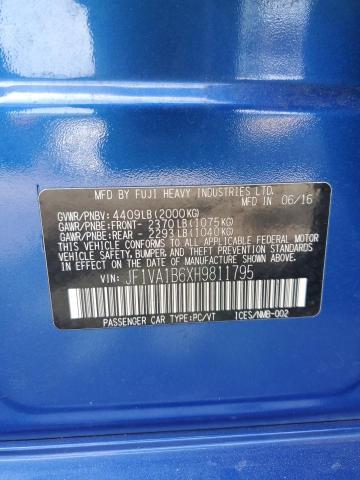 MFD BY FUJI HEAVY INDUSTRIES LTD.
IN 06/16
GVWR/PNBV: 4409LB(2000KG)
GAWR/PNBE:FRONT- 2370LB(1075KG)
GAWR/PNBE:REAR - 2293LB(1040KG)
THIS VEHICLE CONFORMS TO ALL APPLICABLE FEDERAL MOTOR
VEHICLE SAFETY, BUMPER, AND THEFT PREVENTION STANDARDS
IN EFFECT ON THE DATE OF MANUFACTURE SHOWN ABOVE.
VIN: JF1VA1B6XH9811795
PASSENGER CAR TYPE:PC/VT
ICES/NMB-002